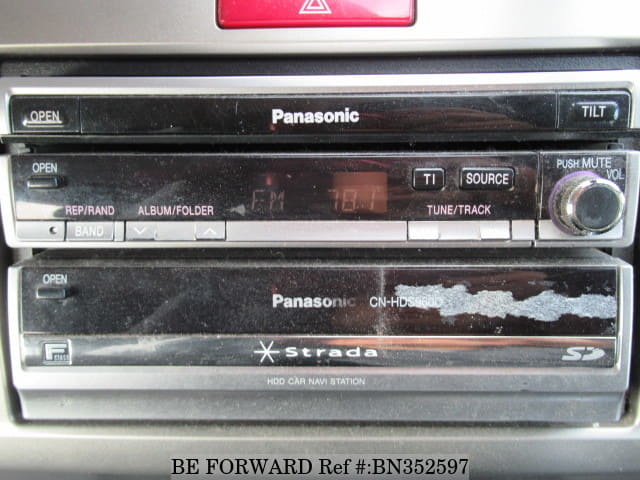 OPEN Panasonic TILT
OPEN FM 78.1 TI SOURCE PUSH MUTE VOL
REP/RAND ALBUM/FOLDER TUNE/TRACK
BAND
OPEN
Panasonic
F CLASS Strada SD
HDD CAR NAVI STATION
BE FORWARD Ref #:BN352597